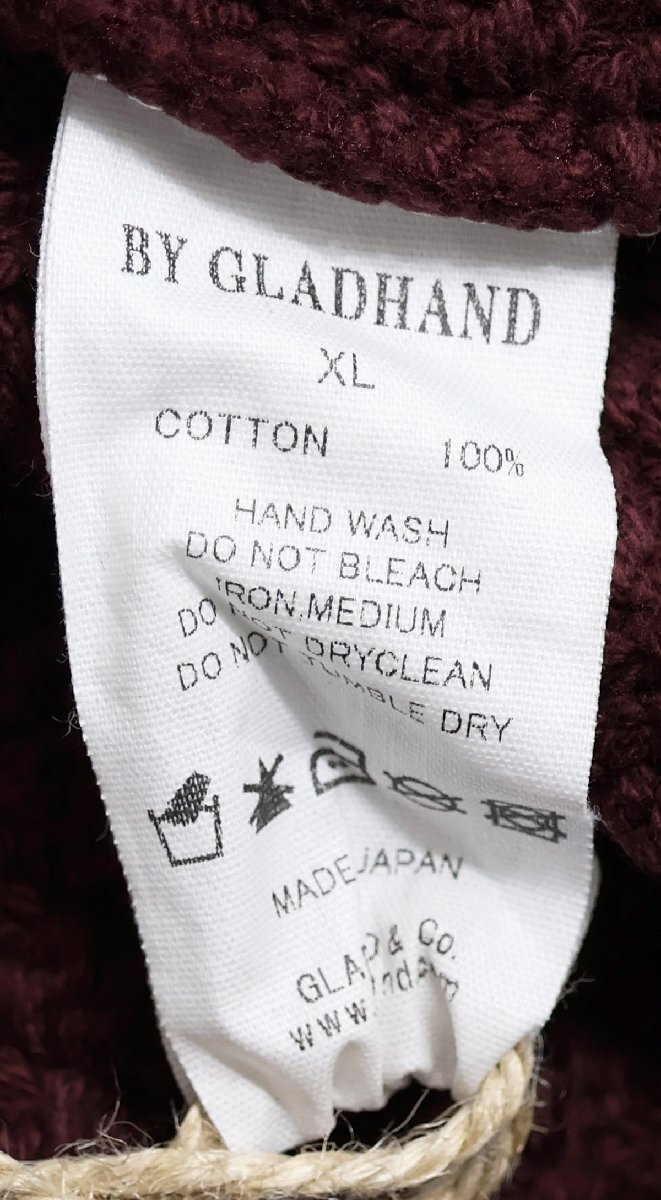 BY GLADHAND
XL
COTTON 100%
HAND WASH
DO NOT BLEACH
IRON.MEDIUM
DO NOT DRYCLEAN
DO NOT TUMBLE DRY
MADE JAPAN
GLAD & Co.